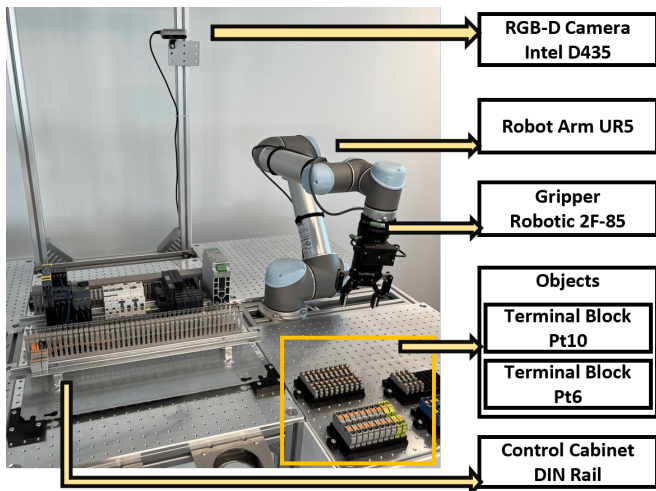 RGB-D Camera
Intel D435
Robot Arm UR5
Gripper
Robotic 2F-85
Objects
Terminal Block
Pt10
Terminal Block
Pt6
Control Cabinet
DIN Rail